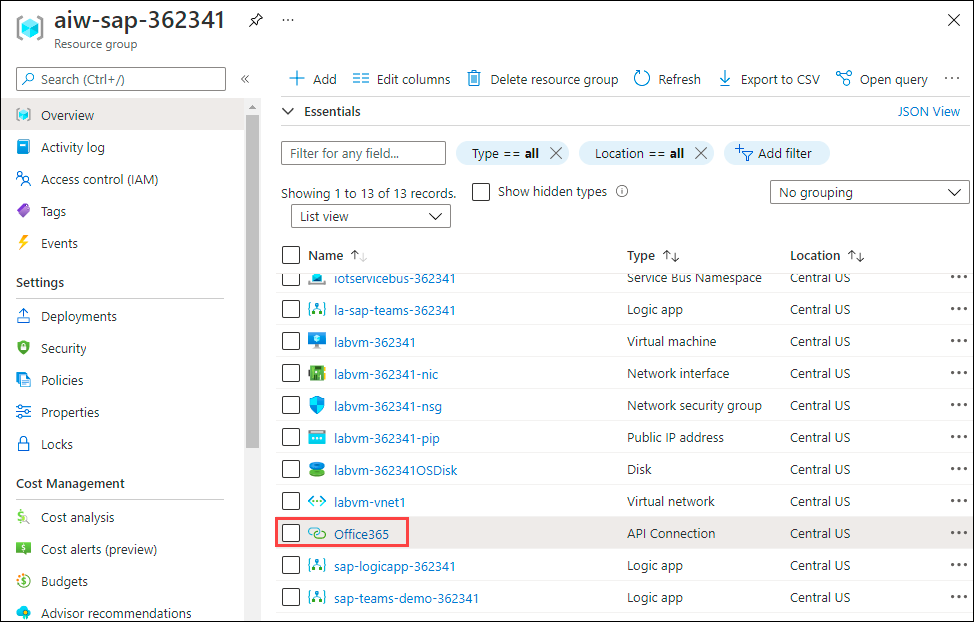 aiw-sap-362341
Resource group
Search (Ctrl+/)
Overview
Activity log
Access control (IAM)
Tags
Events
Settings
Deployments
Security
Policies
Properties
Locks
Cost Management
Cost analysis
Cost alerts (preview)
Budgets
Advisor recommendations
Add Edit columns Delete resource group Refresh Export to CSV Open query
Essentials JSON View
Filter for any field... Type == all Location == all Add filter
Showing 1 to 13 of 13 records. Show hidden types No grouping
List view
Name Type Location
iotservicebus-362341 Service Bus Namespace Central US
la-sap-teams-362341 Logic app Central US
labvm-362341 Virtual machine Central US
labvm-362341-nic Network interface Central US
labvm-362341-nsg Network security group Central US
labvm-362341-pip Public IP address Central US
labvm-362341OSDisk Disk Central US
labvm-vnet1 Virtual network Central US
Office365 API Connection Central US
sap-logicapp-362341 Logic app Central US
sap-teams-demo-362341 Logic app Central US